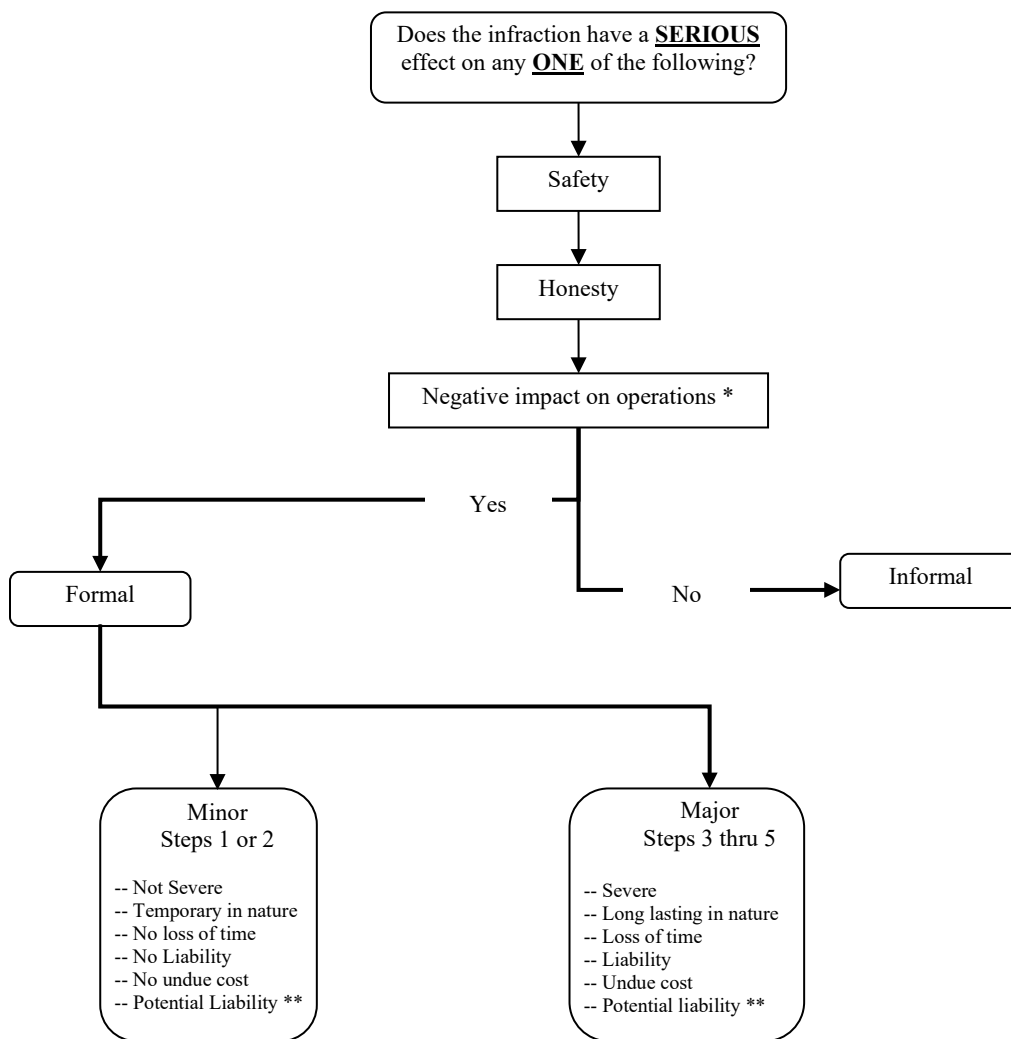 Does the infraction have a SERIOUS
effect on any ONE of the following?
Safety
Honesty
Negative impact on operations *
Yes
No
Informal
Formal
Minor
Steps 1 or 2
-- Not Severe
-- Temporary in nature
-- No loss of time
-- No Liability
-- No undue cost
-- Potential Liability **
Major
Steps 3 thru 5
-- Severe
-- Long lasting in nature
-- Loss of time
-- Liability
-- Undue cost
-- Potential liability **